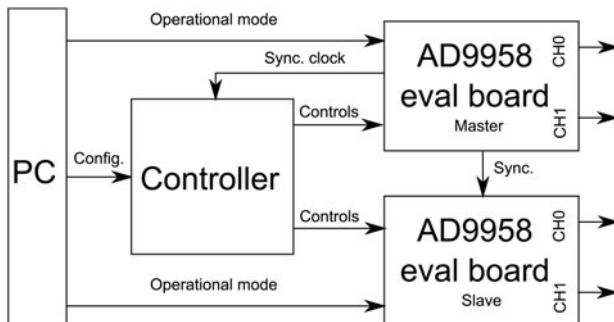 Operational mode
Sync. clock
AD9958
eval board
Master
CH0
CH1
Controls
Config.
PC
Controller
Sync.
Controls
AD9958
eval board
Slave
CH0
CH1
Operational mode